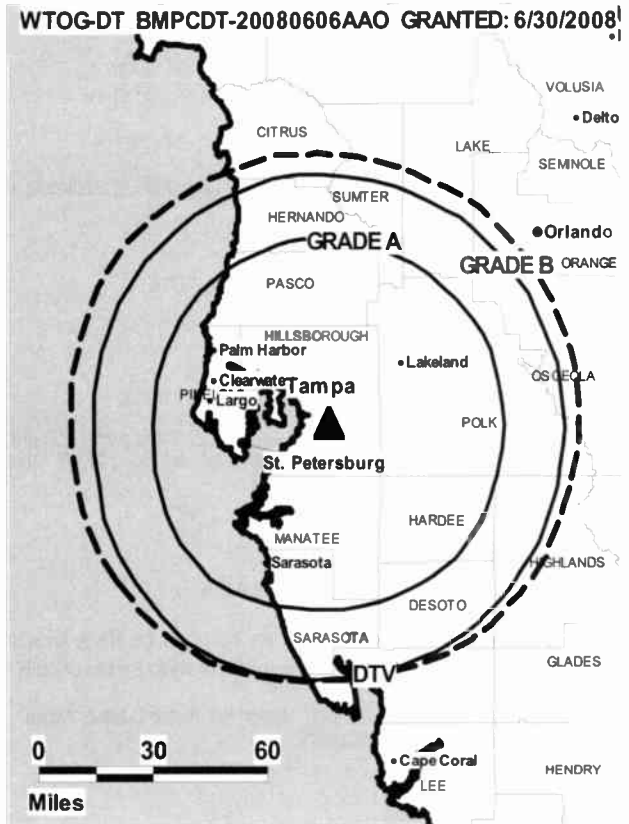 WTOG-DT BMPCDT-20080606AAO GRANTED: 6/30/2008
VOLUSIA
Delto
CITRUS
LAKE
SEMINOLE
SUMTER
HERNANDO
Orlando
GRADE A
GRADE B
ORANGE
PASCO
HILLSBOROUGH
Palm Harbor
Lakeland
Clearwater
Tampa
OSCEOLA
Largo
POLK
St. Petersburg
HARDEE
MANATEE
Sarasota
HIGHLANDS
DESOTO
SARASOTA
GLADES
DTV
0 30 60
Cape Coral
HENDRY
LEE
Miles